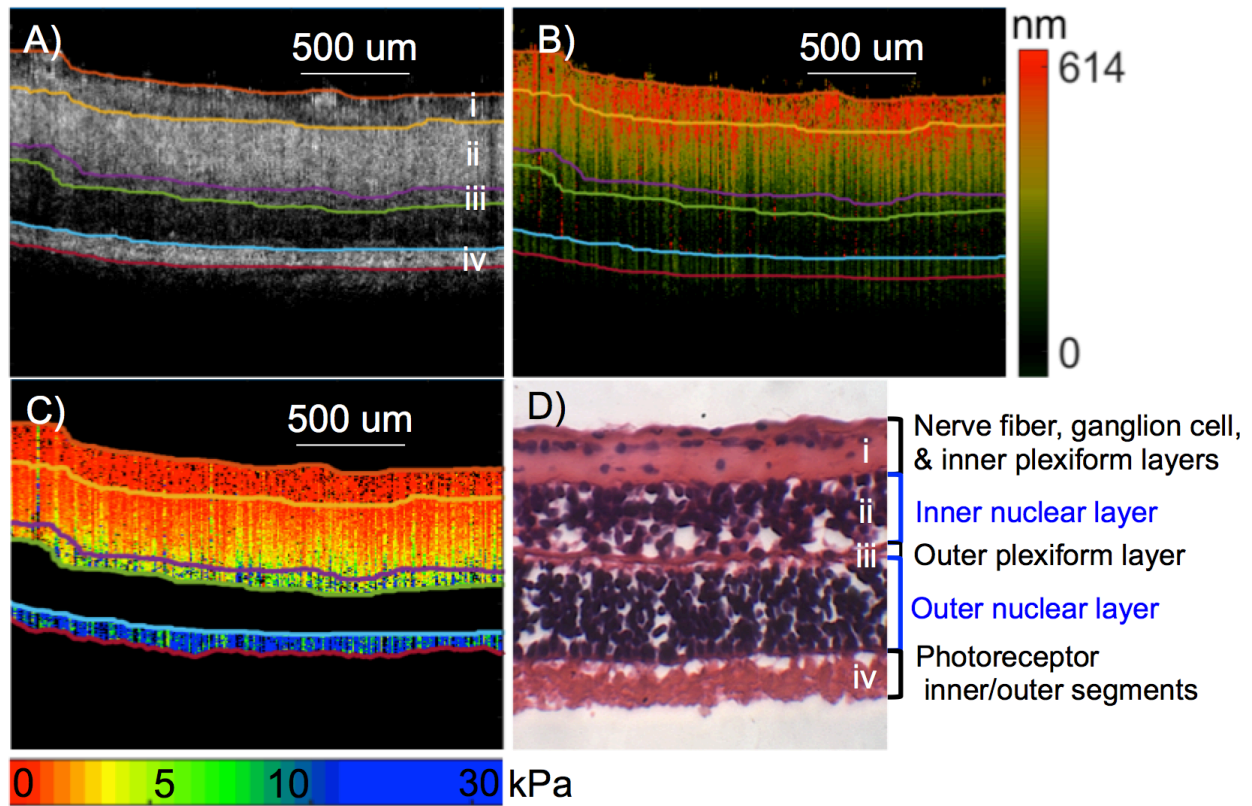 A)
500 um
i
ii
iii
iv
B)
500 um
nm
614
0
C)
500 um
D)
i
ii
iii
iv
Nerve fiber, ganglion cell,
& inner plexiform layers
Inner nuclear layer
Outer plexiform layer
Outer nuclear layer
Photoreceptor
inner/outer segments
0 5 10 30 kPa